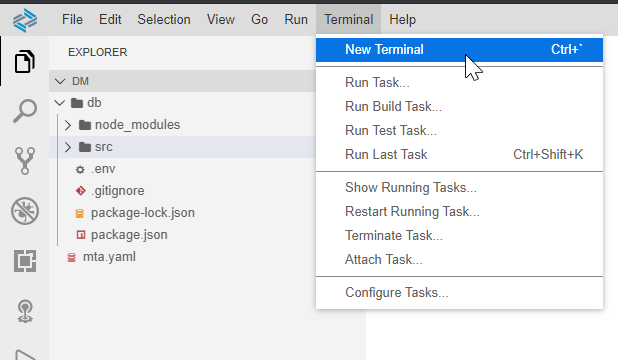 File Edit Selection View Go Run Terminal Help
EXPLORER
DM
db
node_modules
src
.env
.gitignore
package-lock.json
package.json
mta.yaml
New Terminal Ctrl+`
Run Task...
Run Build Task...
Run Test Task...
Run Last Task Ctrl+Shift+K
Show Running Tasks...
Restart Running Task...
Terminate Task...
Attach Task...
Configure Tasks...